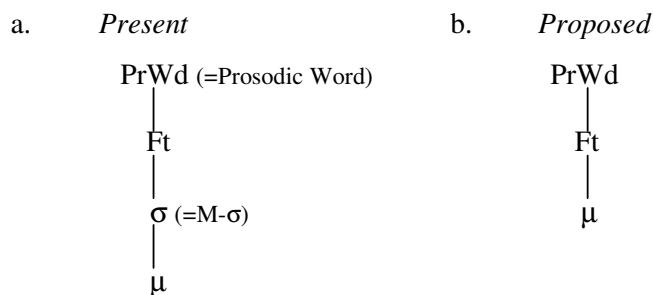 a. Present b. Proposed
PrWd (=Prosodic Word) PrWd
Ft Ft
σ (=M-σ) μ
μ